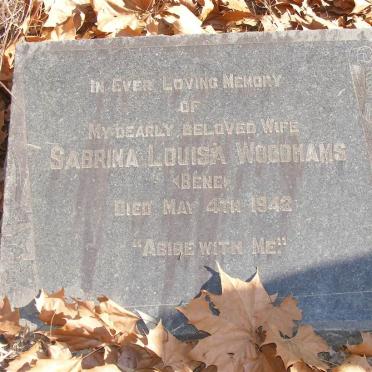 IN EVER LOVING MEMORY
OF
MY DEARLY BELOVED WIFE
SABRINA LOUISA WOODHAMS
(BENE)
DIED MAY 4TH 1942
"ABIDE WITH ME."